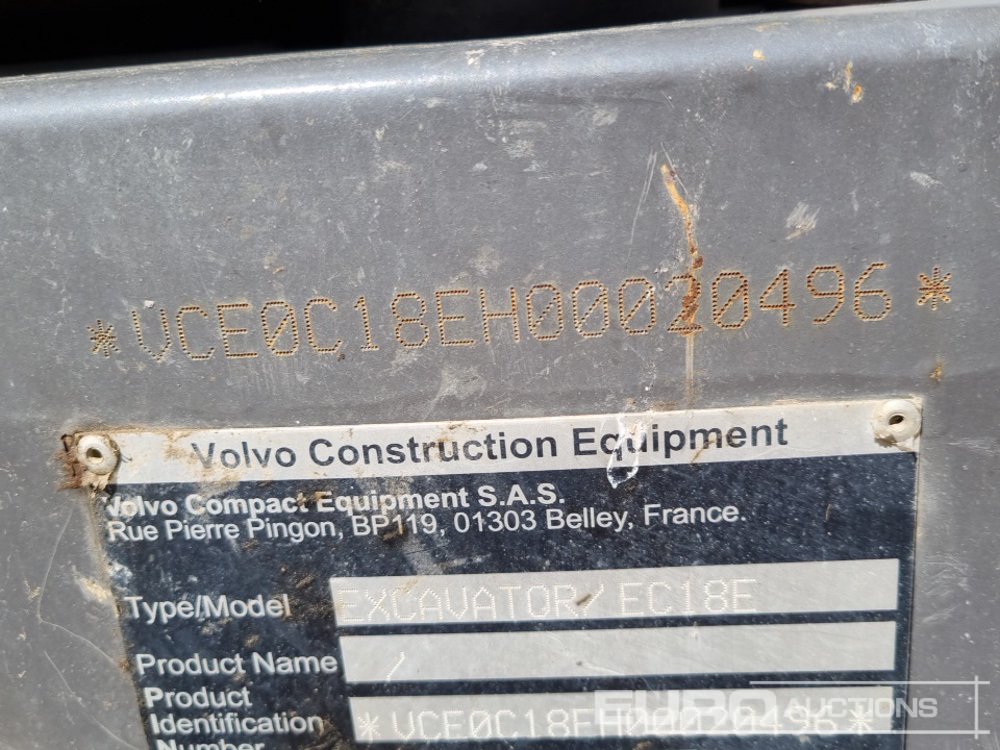 *VCE0C18EH00020496*
Volvo Construction Equipment
Volvo Compact Equipment S.A.S.
Rue Pierre Pingon, BP119, 01303 Belley, France.
Type/Model EXCAVATOR/ EC18E
Product Name /
Product
Identification *VCE0C18EH00020496*
Number
EURO AUCTIONS